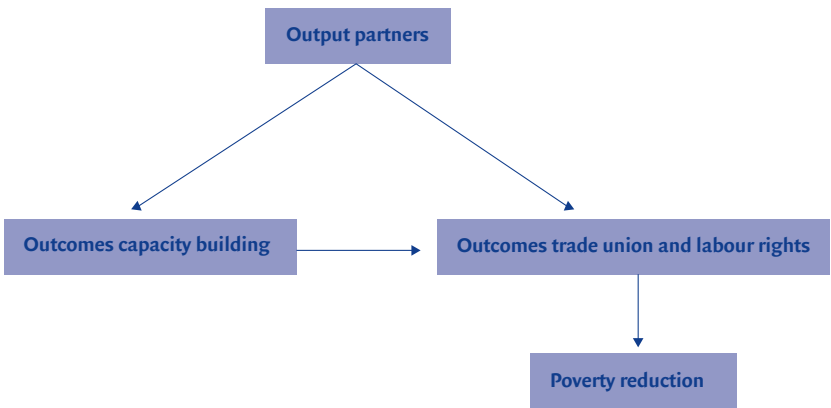 Output partners
Outcomes capacity building
Outcomes trade union and labour rights
Poverty reduction